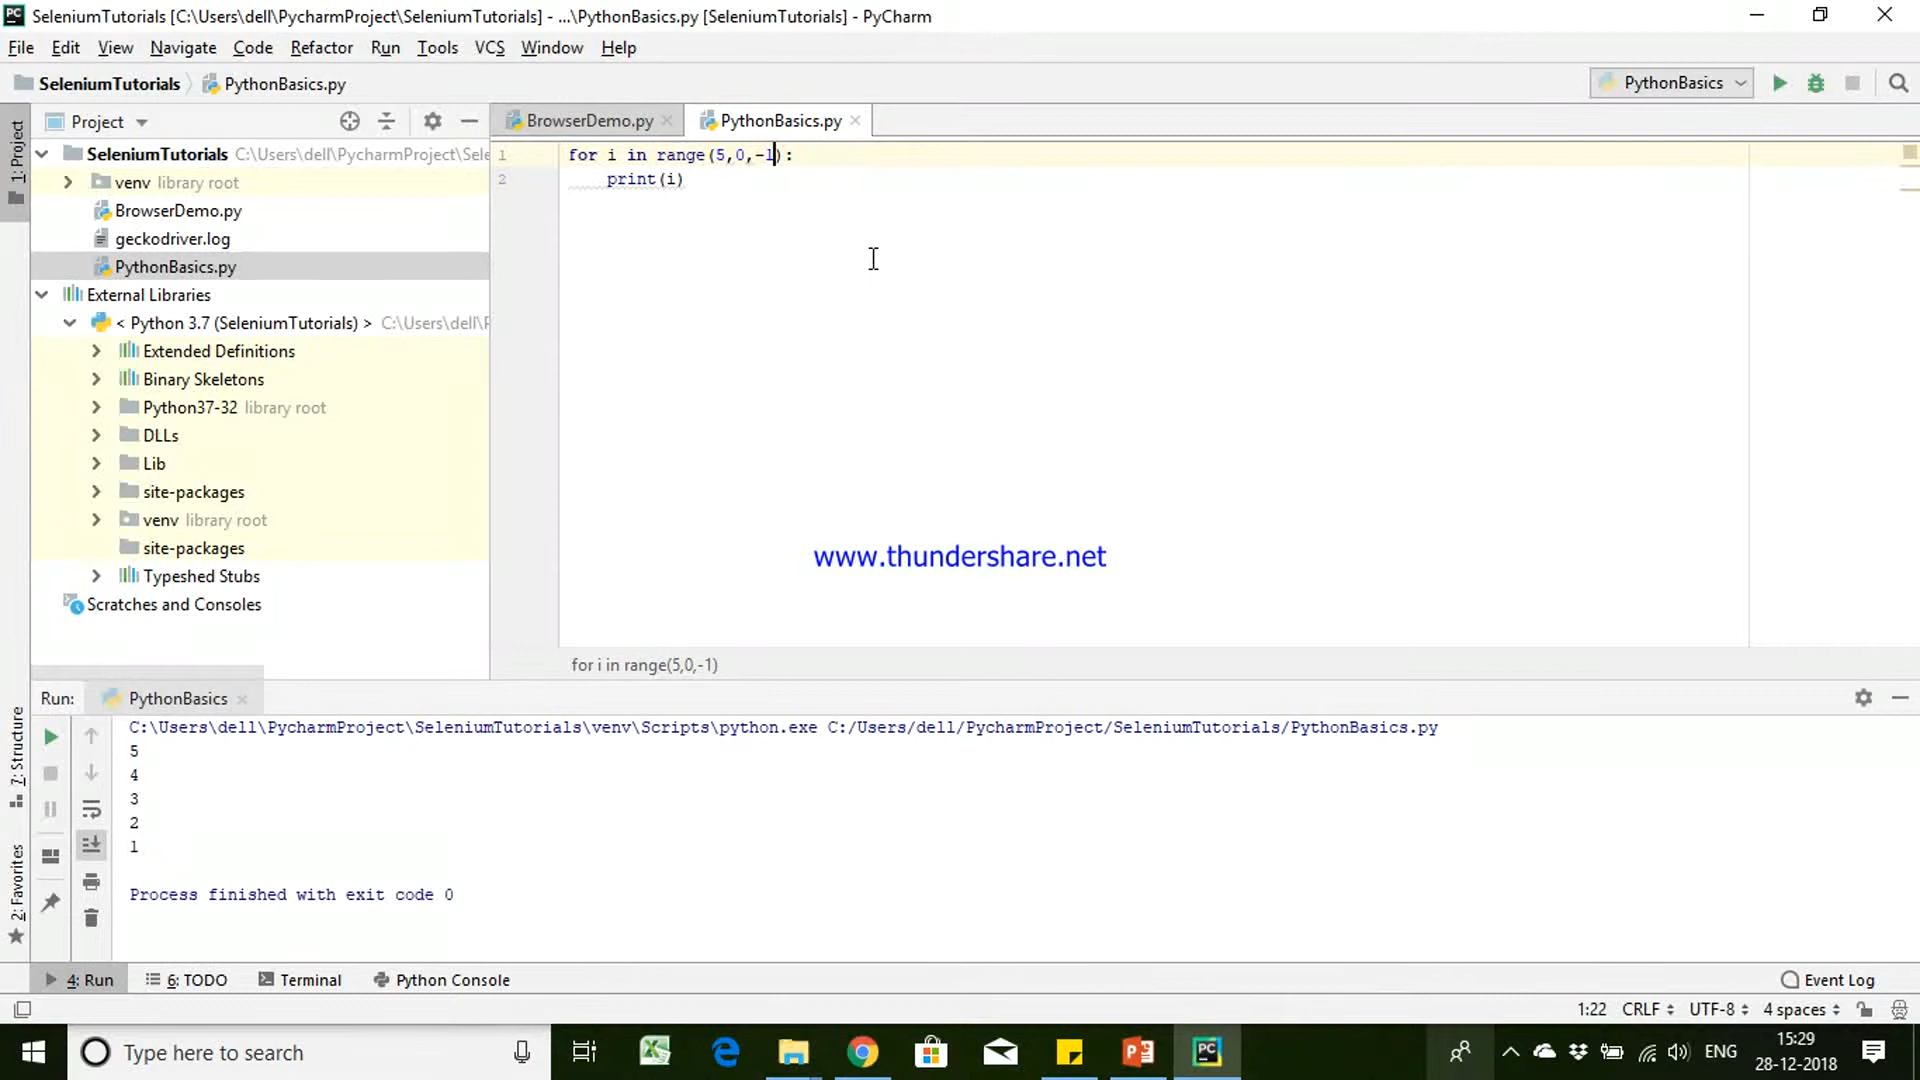 SeleniumTutorials [C:\Users\dell\PycharmProject\SeleniumTutorials] - ...\PythonBasics.py [SeleniumTutorials] - PyCharm
File Edit View Navigate Code Refactor Run Tools VCS Window Help
SeleniumTutorials PythonBasics.py
PythonBasics
1: Project
Project
BrowserDemo.py
PythonBasics.py
SeleniumTutorials C:\Users\dell\PycharmProject\Sele
venv library root
BrowserDemo.py
geckodriver.log
PythonBasics.py
External Libraries
< Python 3.7 (SeleniumTutorials) > C:\Users\dell\P
Extended Definitions
Binary Skeletons
Python37-32 library root
DLLs
Lib
site-packages
venv library root
site-packages
Typeshed Stubs
Scratches and Consoles
1 for i in range(5,0,-1):
2 print(i)
www.thundershare.net
for i in range(5,0,-1)
Run: PythonBasics
7: Structure
2: Favorites
C:\Users\dell\PycharmProject\SeleniumTutorials\venv\Scripts\python.exe C:/Users/dell/PycharmProject/SeleniumTutorials/PythonBasics.py
5
4
3
2
1
Process finished with exit code 0
4: Run 6: TODO Terminal Python Console Event Log
1:22 CRLF UTF-8 4 spaces
Type here to search
ENG
15:29
28-12-2018